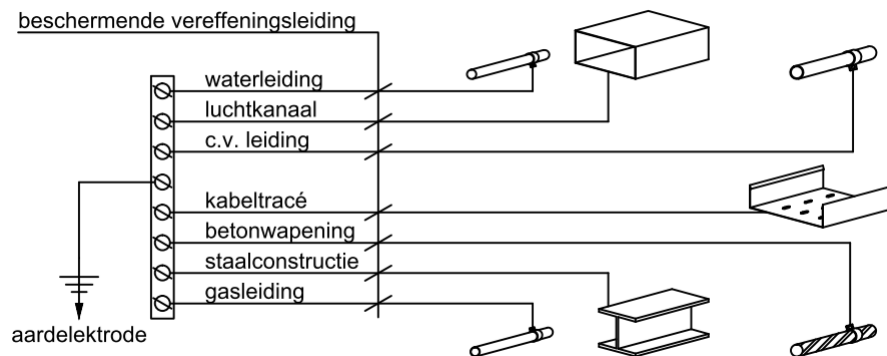 beschermende vereffeningsleiding
waterleiding
luchtkanaal
c.v. leiding
kabeltracé
betonwapening
staalconstructie
gasleiding
aardelektrode